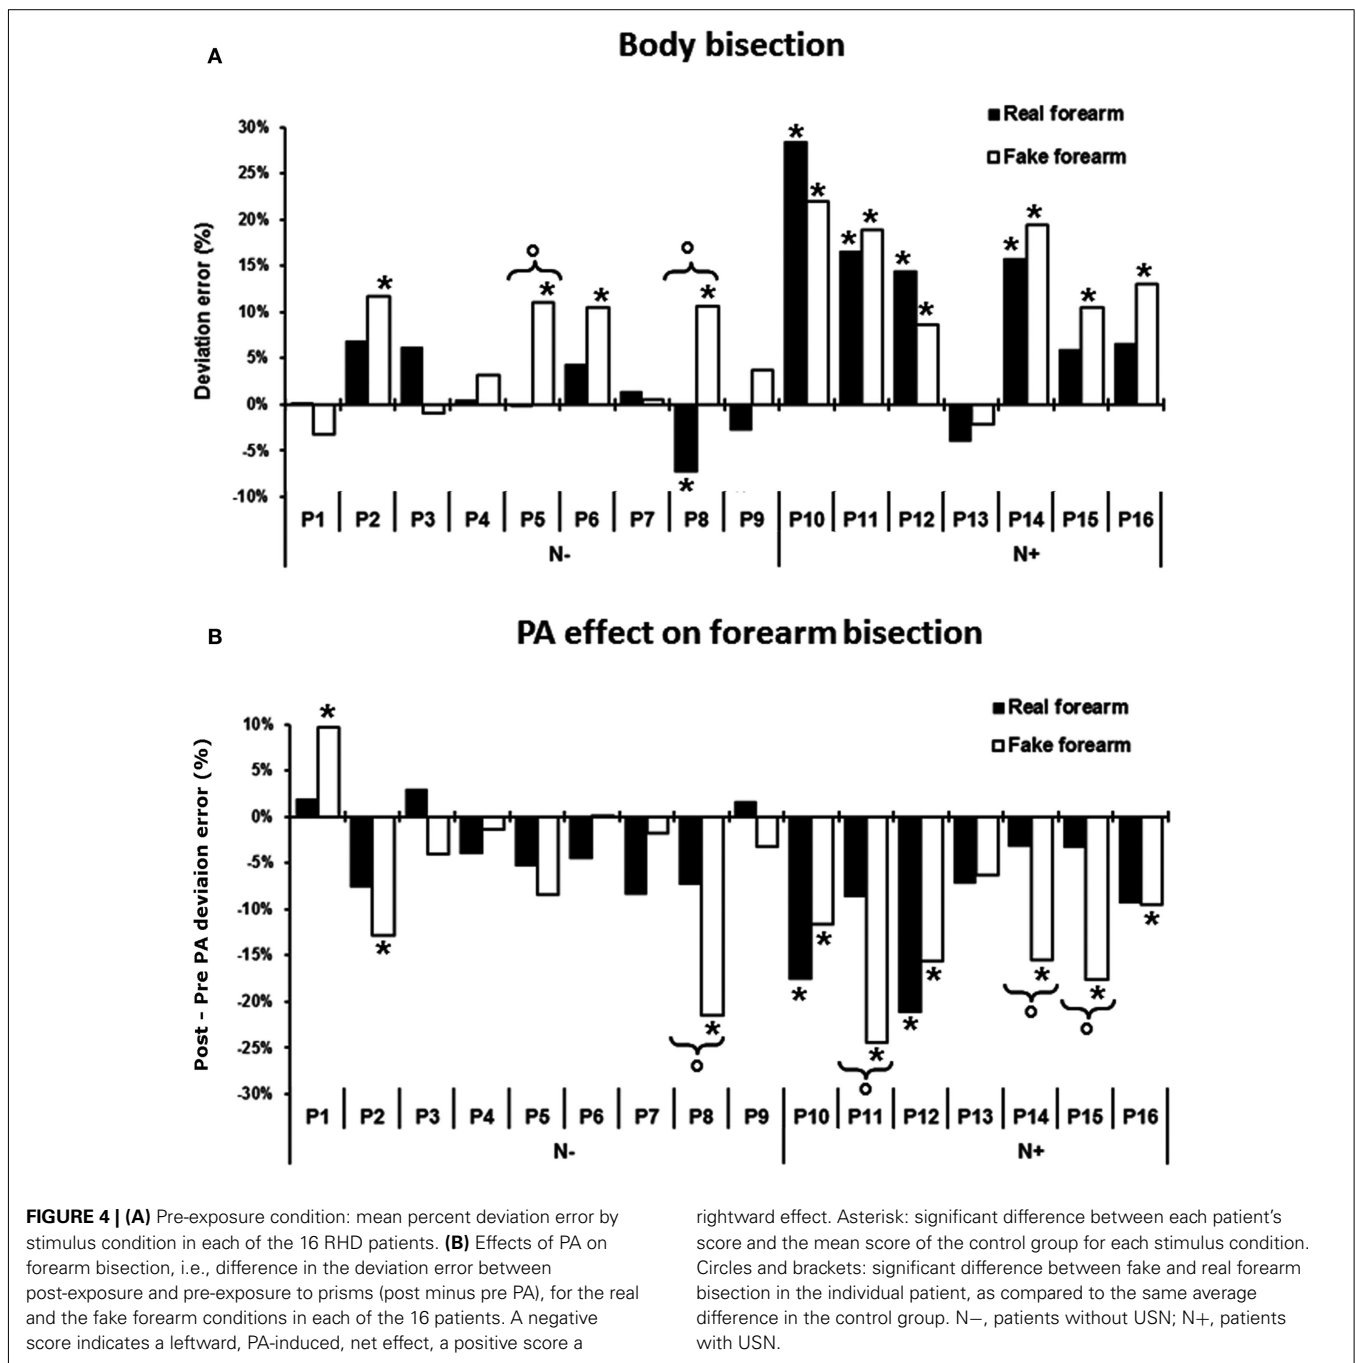 A
Body bisection
Real forearm
Fake forearm
Deviation error (%)
30%
25%
20%
15%
10%
5%
0%
-5%
-10%
* * * * * * * * * * * * * * * *
P1 P2 P3 P4 P5 P6 P7 P8 P9 P10 P11 P12 P13 P14 P15 P16
N- N+
B
PA effect on forearm bisection
Real forearm
Fake forearm
Post - Pre PA deviaion error (%)
10%
5%
0%
-5%
-10%
-15%
-20%
-25%
-30%
* * * * * * * * * * *
P1 P2 P3 P4 P5 P6 P7 P8 P9 P10 P11 P12 P13 P14 P15 P16
N- N+
FIGURE 4 | (A) Pre-exposure condition: mean percent deviation error by
stimulus condition in each of the 16 RHD patients. (B) Effects of PA on
forearm bisection, i.e., difference in the deviation error between
post-exposure and pre-exposure to prisms (post minus pre PA), for the real
and the fake forearm conditions in each of the 16 patients. A negative
score indicates a leftward, PA-induced, net effect, a positive score a
rightward effect. Asterisk: significant difference between each patient's
score and the mean score of the control group for each stimulus condition.
Circles and brackets: significant difference between fake and real forearm
bisection in the individual patient, as compared to the same average
difference in the control group. N−, patients without USN; N+, patients
with USN.